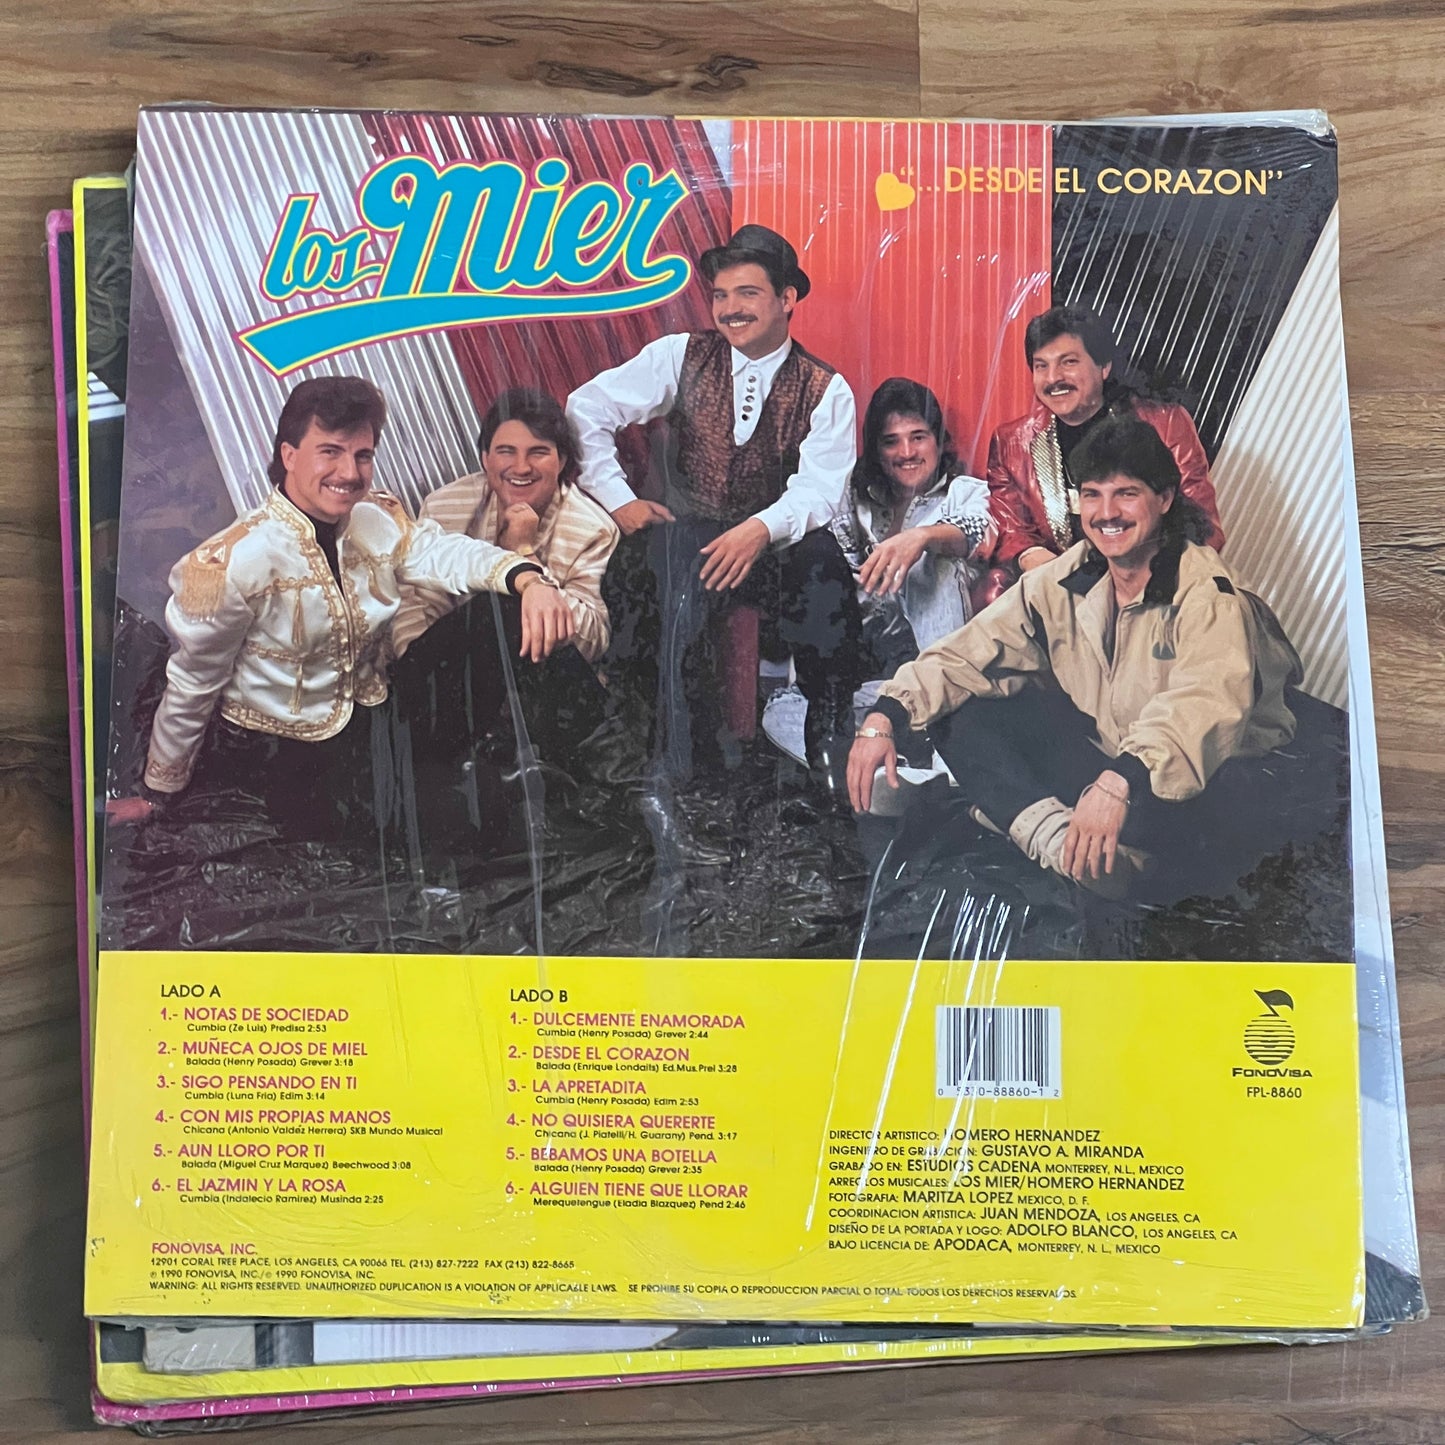 los Mier
"...DESDE EL CORAZON"
LADO A
1.- NOTAS DE SOCIEDAD
Cumbia (Ze Luis) Predisa 2:53
2.- MUÑECA OJOS DE MIEL
Balada (Henry Posada) Grever 3:18
3.- SIGO PENSANDO EN TI
Cumbia (Luna Fria) Edim 3:14
4.- CON MIS PROPIAS MANOS
Chicana (Antonio Valdéz Herrera) SKB Mundo Musical
5.- AUN LLORO POR TI
Balada (Miguel Cruz Marquez) Beechwood 3:08
6.- EL JAZMIN Y LA ROSA
Cumbia (Indalecio Ramirez) Musinda 2:25
LADO B
1.- DULCEMENTE ENAMORADA
Cumbia (Henry Posada) Grever 2:44
2.- DESDE EL CORAZON
Balada (Enrique Londaits) Ed. Mus. Prel 3:28
3.- LA APRETADITA
Cumbia (Henry Posada) Edim 2:53
4.- NO QUISIERA QUERERTE
Chicana (J. Piatelli/H. Guarany) Pend. 3:17
5.- BEBAMOS UNA BOTELLA
Balada (Henry Posada) Grever 2:35
6.- ALGUIEN TIENE QUE LLORAR
Merequetengue (Eladia Blazquez) Pend 2:46
0 5330-88860-1 2
FONOVISA
FPL-8860
DIRECTOR ARTISTICO: HOMERO HERNANDEZ
INGENIERO DE GRABACION: GUSTAVO A. MIRANDA
GRABADO EN: ESTUDIOS CADENA MONTERREY, N.L., MEXICO
ARREGLOS MUSICALES: LOS MIER/HOMERO HERNANDEZ
FOTOGRAFIA: MARITZA LOPEZ MEXICO, D. F.
COORDINACION ARTISTICA: JUAN MENDOZA, LOS ANGELES, CA
DISEÑO DE LA PORTADA Y LOGO: ADOLFO BLANCO, LOS ANGELES, CA
BAJO LICENCIA DE: APODACA, MONTERREY, N. L., MEXICO
FONOVISA, INC.
12901 CORAL TREE PLACE, LOS ANGELES, CA 90066 TEL. (213) 827-7222 FAX (213) 822-8665
℗ 1990 FONOVISA, INC./© 1990 FONOVISA, INC.
WARNING: ALL RIGHTS RESERVED. UNAUTHORIZED DUPLICATION IS A VIOLATION OF APPLICABLE LAWS. SE PROHIBE SU COPIA O REPRODUCCION PARCIAL O TOTAL. TODOS LOS DERECHOS RESERVADOS.